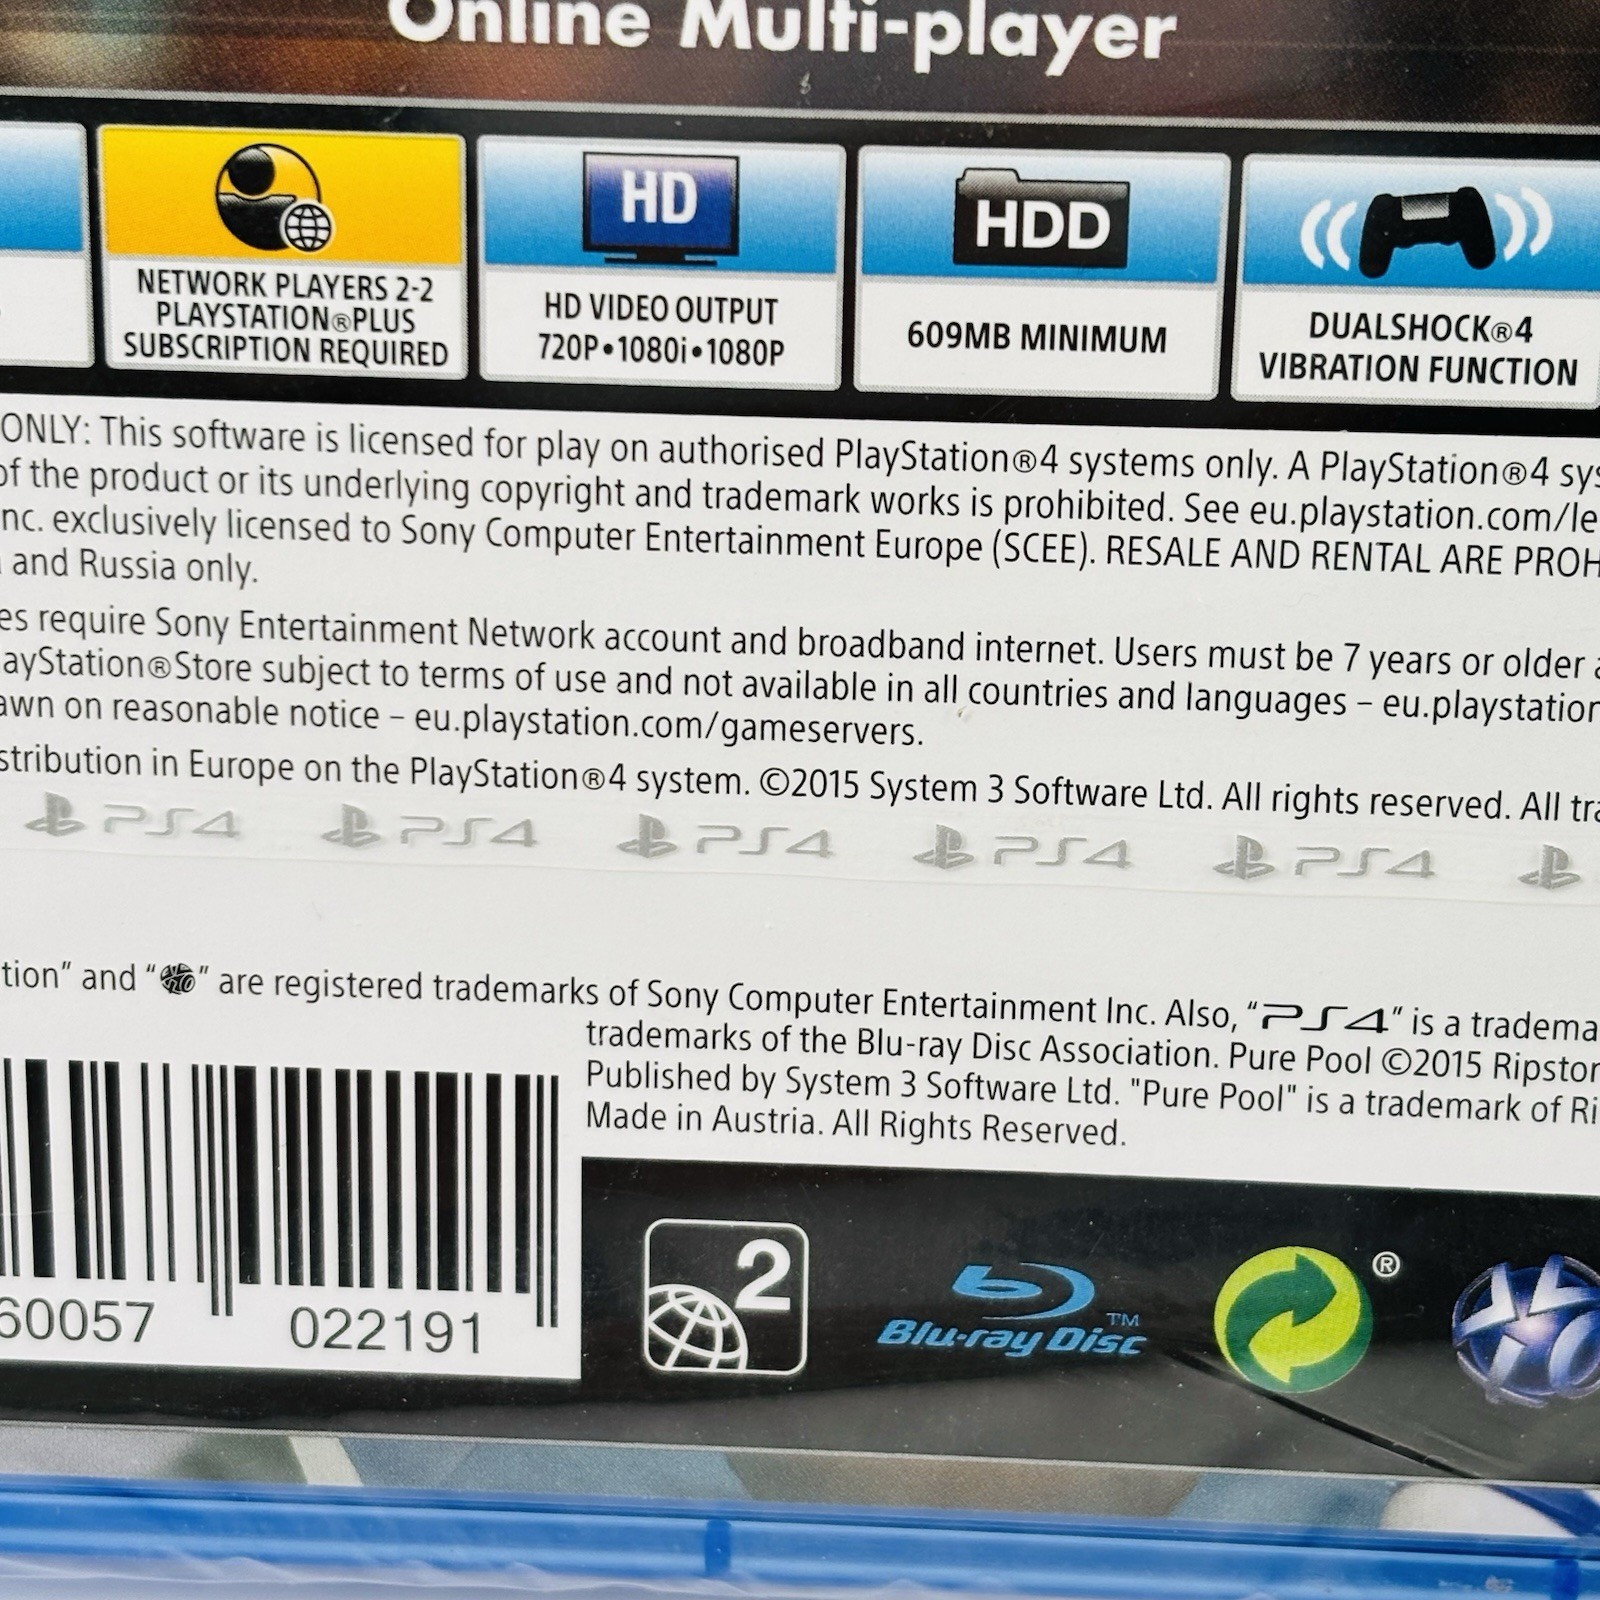 Online Multi-player
NETWORK PLAYERS 2-2
PLAYSTATION®PLUS
SUBSCRIPTION REQUIRED
HD
HD VIDEO OUTPUT
720P•1080i•1080P
HDD
609MB MINIMUM
DUALSHOCK®4
VIBRATION FUNCTION
ONLY: This software is licensed for play on authorised PlayStation®4 systems only. A PlayStation®4 sys
of the product or its underlying copyright and trademark works is prohibited. See eu.playstation.com/le
nc. exclusively licensed to Sony Computer Entertainment Europe (SCEE). RESALE AND RENTAL ARE PROH
and Russia only.
es require Sony Entertainment Network account and broadband internet. Users must be 7 years or older a
ayStation®Store subject to terms of use and not available in all countries and languages – eu.playstation
awn on reasonable notice – eu.playstation.com/gameservers.
stribution in Europe on the PlayStation®4 system. ©2015 System 3 Software Ltd. All rights reserved. All tra
PS4 PS4 PS4 PS4 PS4
tion" and "" are registered trademarks of Sony Computer Entertainment Inc. Also, "PS4" is a tradema
trademarks of the Blu-ray Disc Association. Pure Pool ©2015 Ripston
Published by System 3 Software Ltd. "Pure Pool" is a trademark of Ri
Made in Austria. All Rights Reserved.
60057 022191
2
Blu-ray Disc™
®